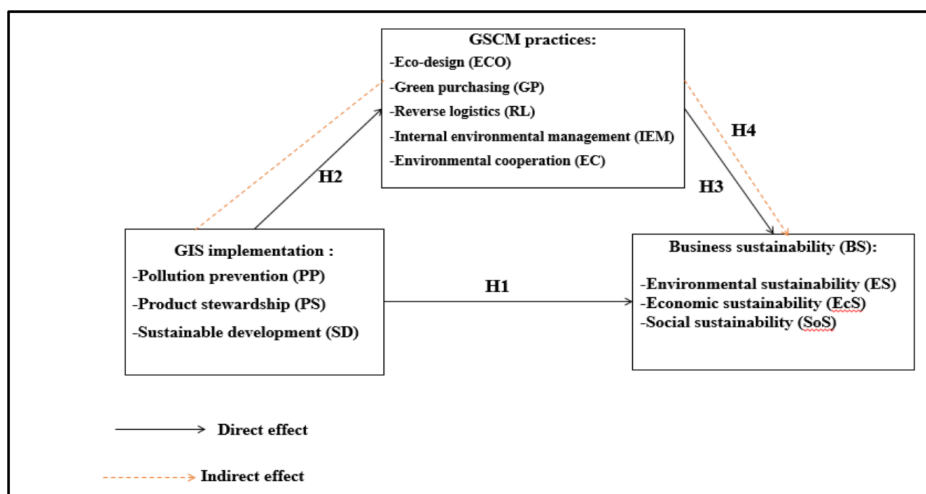 GSCM practices:
-Eco-design (ECO)
-Green purchasing (GP)
-Reverse logistics (RL)
-Internal environmental management (IEM)
-Environmental cooperation (EC)
H4
H3
H2
GIS implementation :
-Pollution prevention (PP)
-Product stewardship (PS)
-Sustainable development (SD)
H1
Business sustainability (BS):
-Environmental sustainability (ES)
-Economic sustainability (EcS)
-Social sustainability (SoS)
Direct effect
Indirect effect